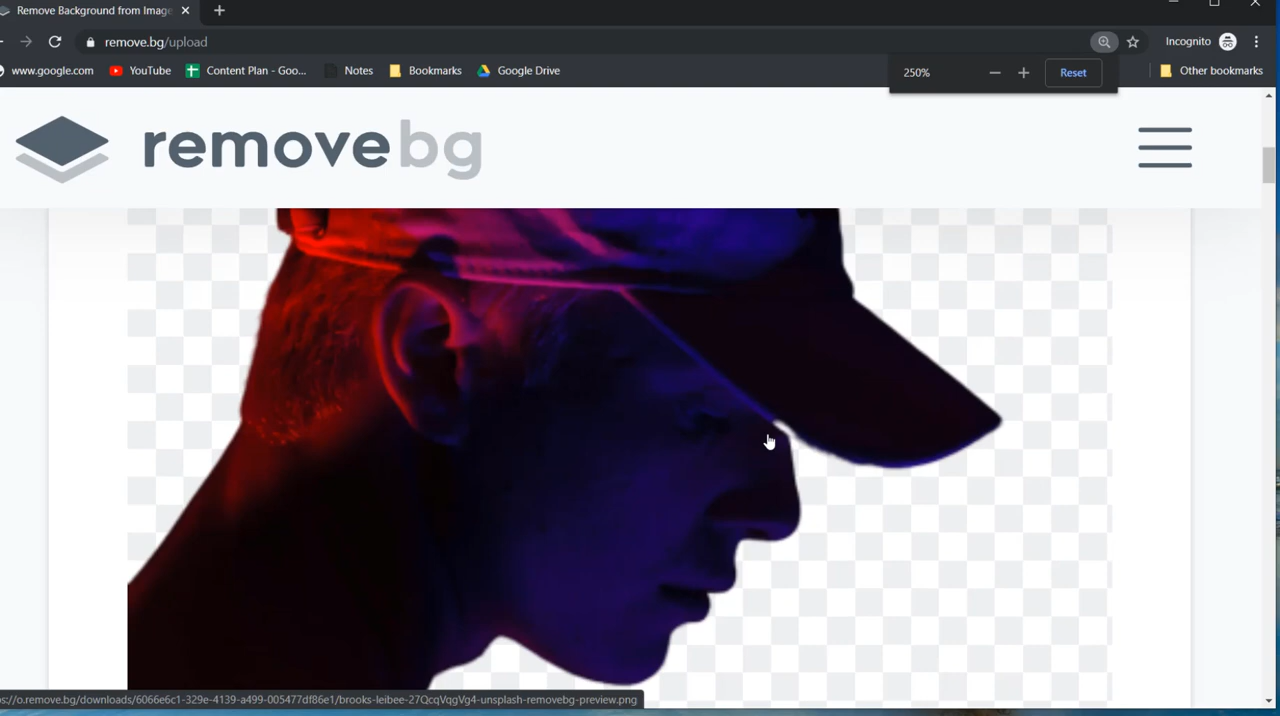 Remove Background from Image
remove.bg/upload
Incognito
www.google.com
YouTube
Content Plan - Goo...
Notes
Bookmarks
Google Drive
250%
Reset
Other bookmarks
removebg
s://o.remove.bg/downloads/6066e6c1-329e-4139-a499-005477df86e1/brooks-leibee-27QcqVqgVg4-unsplash-removebg-preview.png